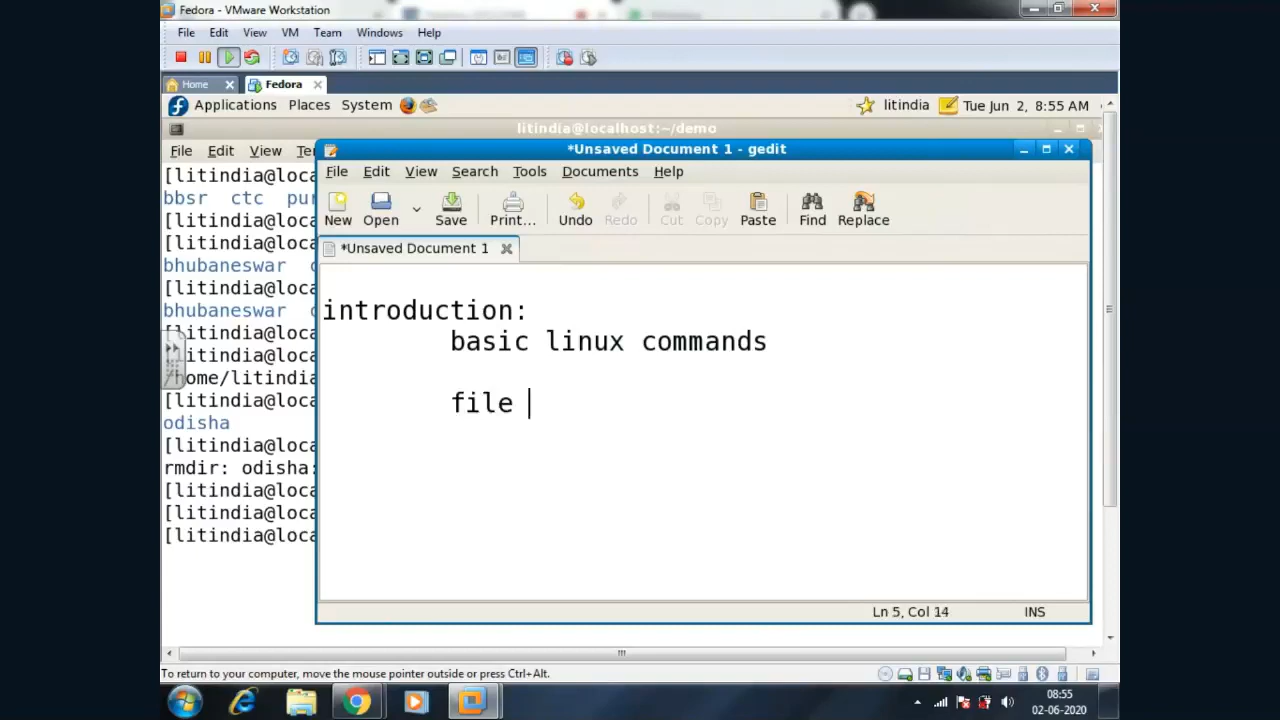 Fedora - VMware Workstation
File Edit View VM Team Windows Help
Home Fedora
Applications Places System litindia Tue Jun 2, 8:55 AM
litindia@localhost:~/demo
File Edit View
*Unsaved Document 1 - gedit
File Edit View Search Tools Documents Help
New Open Save Print... Undo Redo Cut Copy Paste Find Replace
*Unsaved Document 1
[litindia@loca
bbsr ctc
[litindia@loca
[litindia@loca
bhubaneswar
[litindia@loca
bhubaneswar
[litindia@loca
litindia@loca
/home/litindia
[litindia@loca
odisha
[litindia@loca
rmdir: odisha:
[litindia@loca
[litindia@loca
[litindia@loca
introduction:
basic linux commands
file
Ln 5, Col 14 INS
To return to your computer, move the mouse pointer outside or press Ctrl+Alt.
08:55
02-06-2020